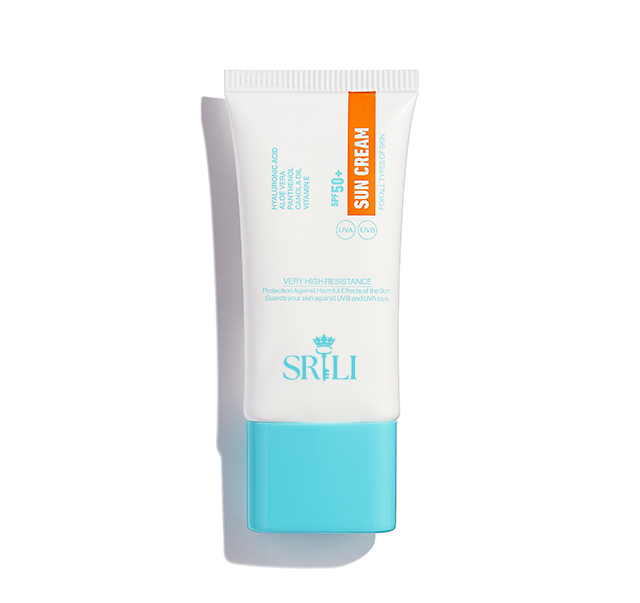 HYALURONIC ACID
ALOE VERA
PANTHENOL
CANOLA OIL
VITAMIN E
SPF50+
SUN CREAM
FOR ALL TYPES OF SKIN
UVA UVB
VERY HIGH RESISTANCE
Protection Against Harmful Effects of the Sun
Guards your skin against UVB and UVA rays.
SRILI